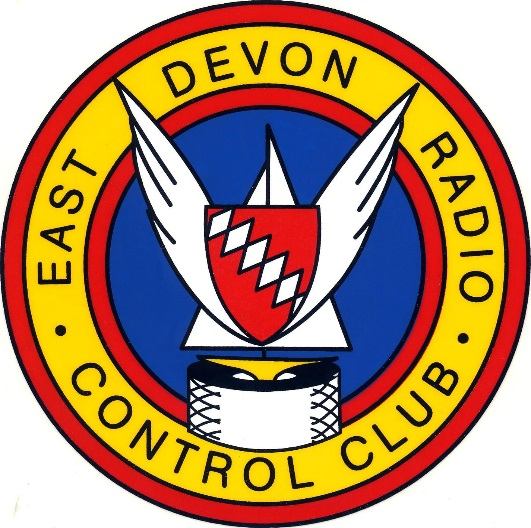 EAST DEVON RADIO
• CONTROL CLUB •